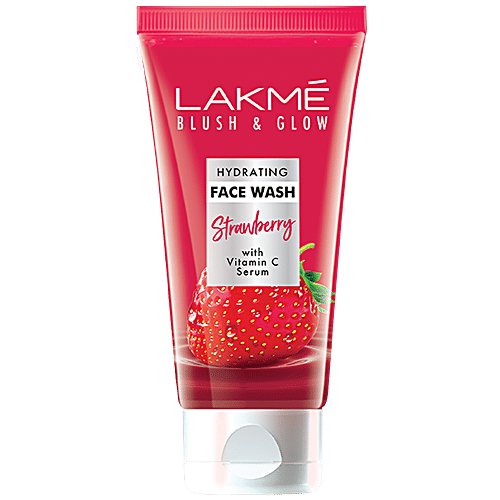 LAKMÉ
BLUSH & GLOW
HYDRATING
FACE WASH
Strawberry
with
Vitamin C
Serum